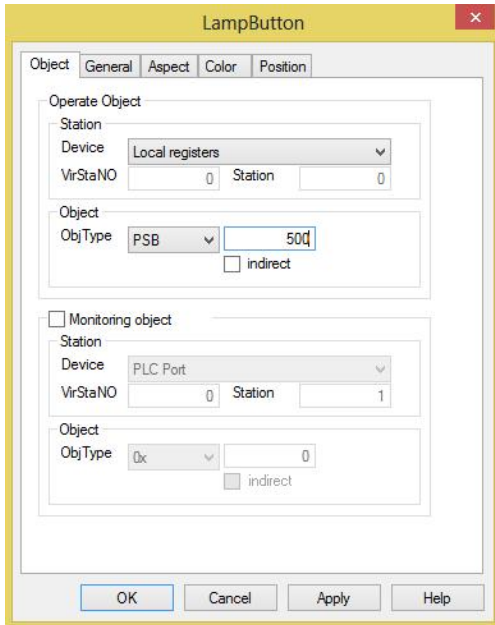 LampButton
Object General Aspect Color Position
Operate Object
Station
Device Local registers
VirStaNO 0 Station 0
Object
ObjType PSB 500
indirect
Monitoring object
Station
Device PLC Port
VirStaNO 0 Station 1
Object
ObjType 0x 0
indirect
OK Cancel Apply Help